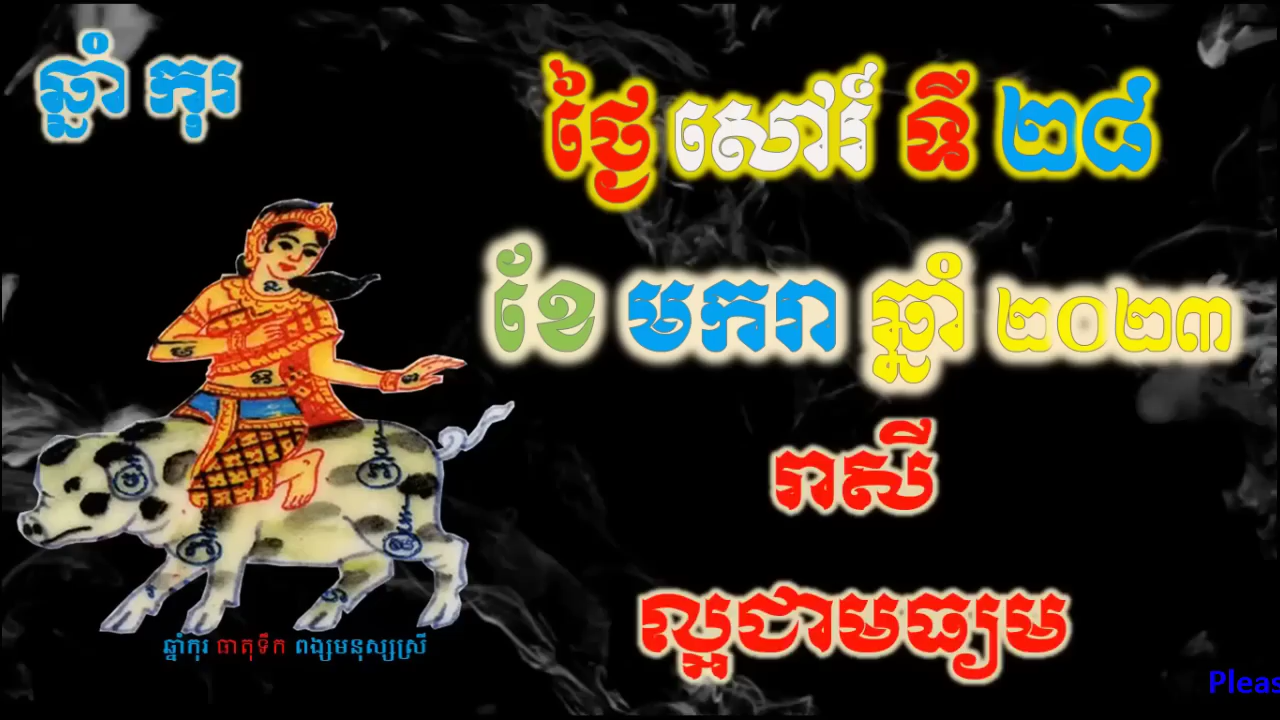 ឆ្នាំ កុរ
ថ្ងៃ សៅរ៍ ទី ២៨
ខែ មករា ឆ្នាំ ២០២៣
រាសី
ល្អជាមធ្យម
ឆ្នាំកុរ ធាតុទឹក ពង្សមនុស្សស្រី
Pleas